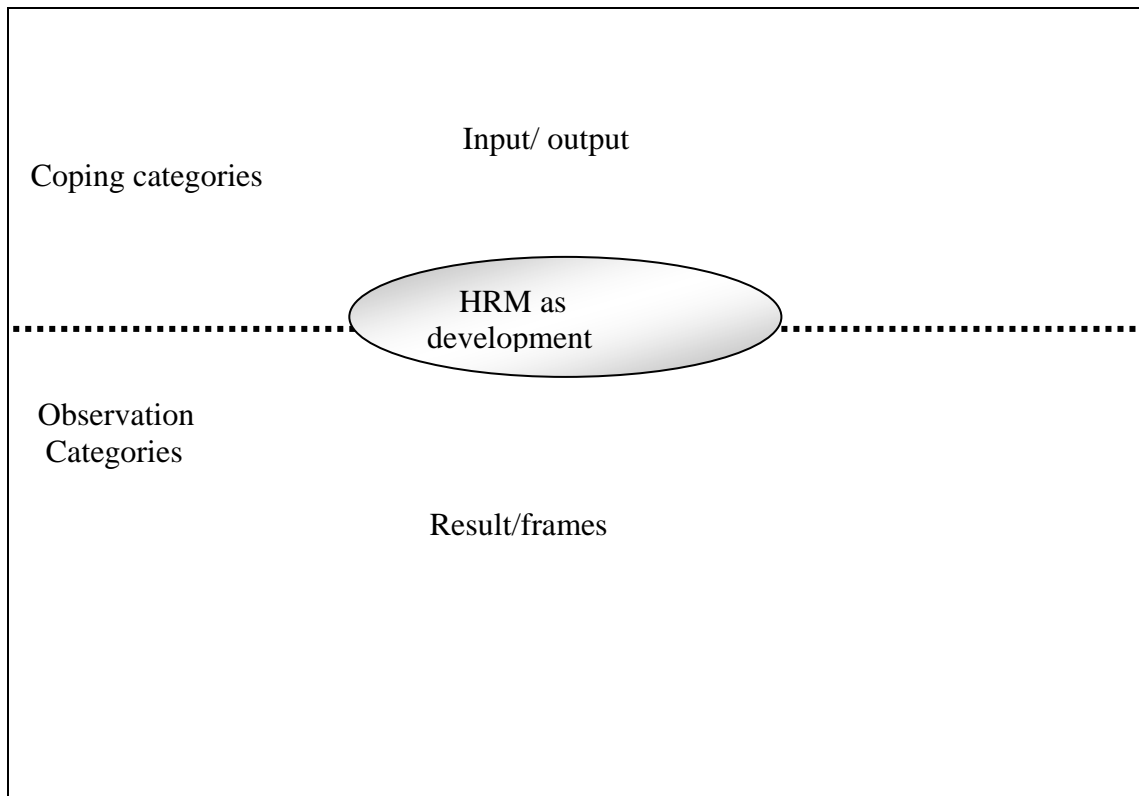 Input/ output
Coping categories
HRM as
development
Observation
Categories
Result/frames